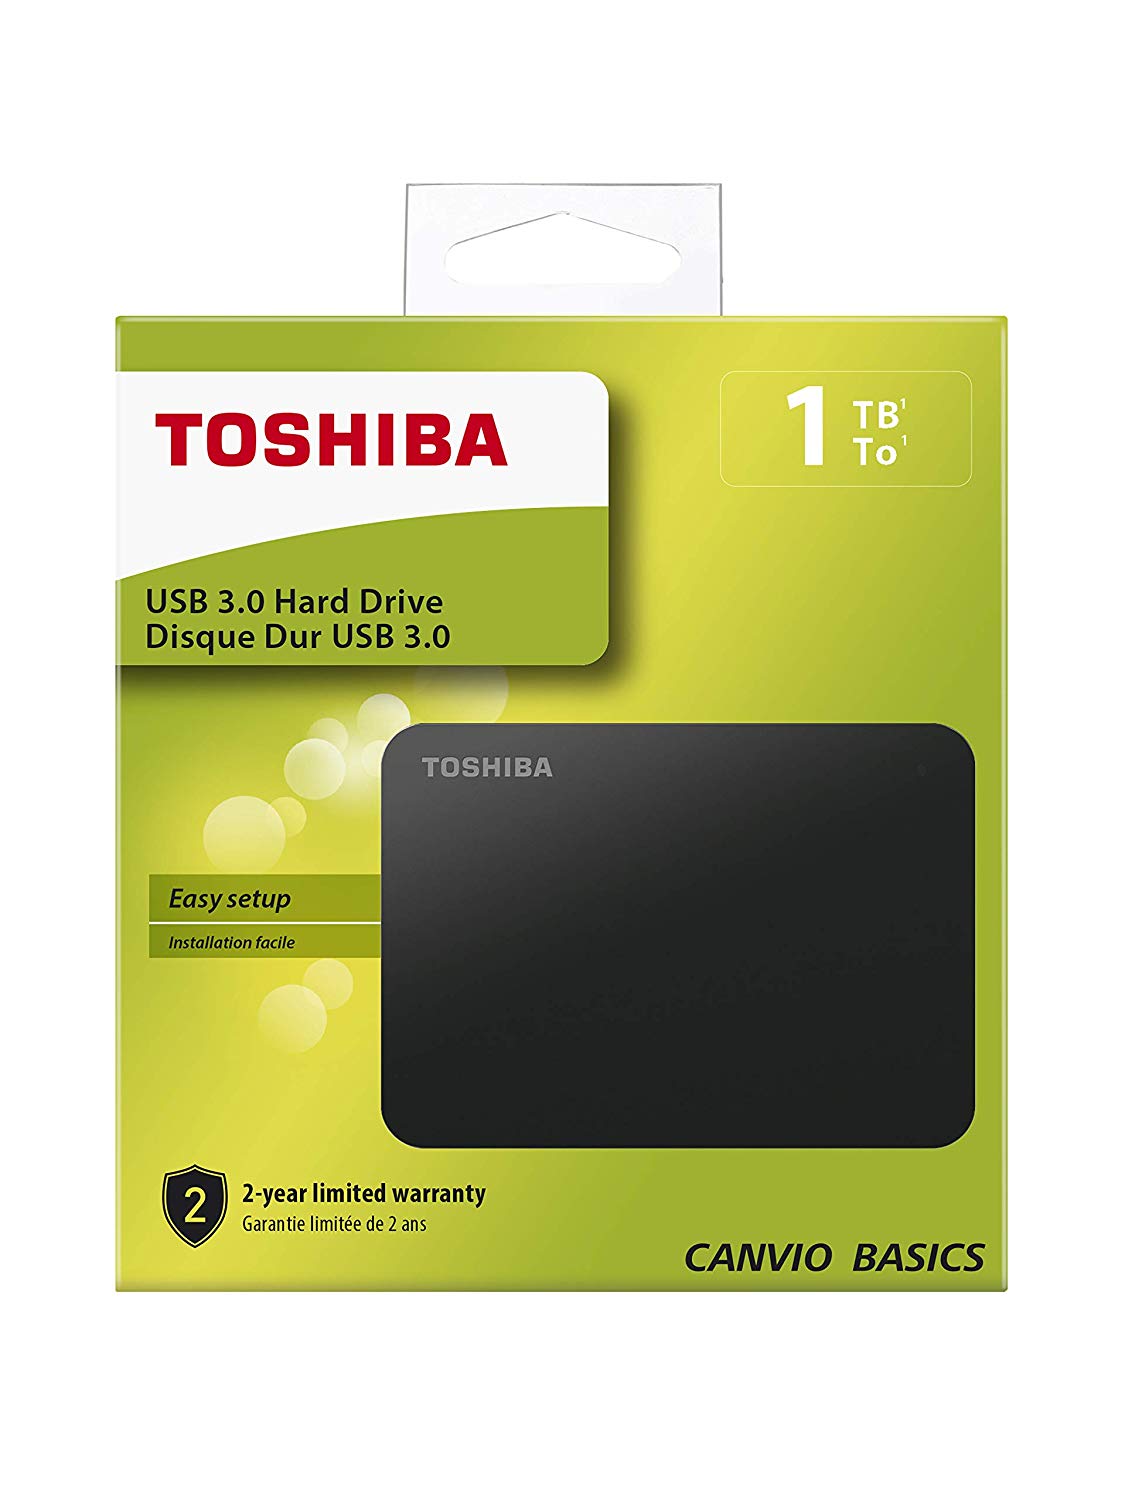 TOSHIBA
1 TB¹
To¹
USB 3.0 Hard Drive
Disque Dur USB 3.0
TOSHIBA
Easy setup
Installation facile
2
2-year limited warranty
Garantie limitée de 2 ans
CANVIO BASICS